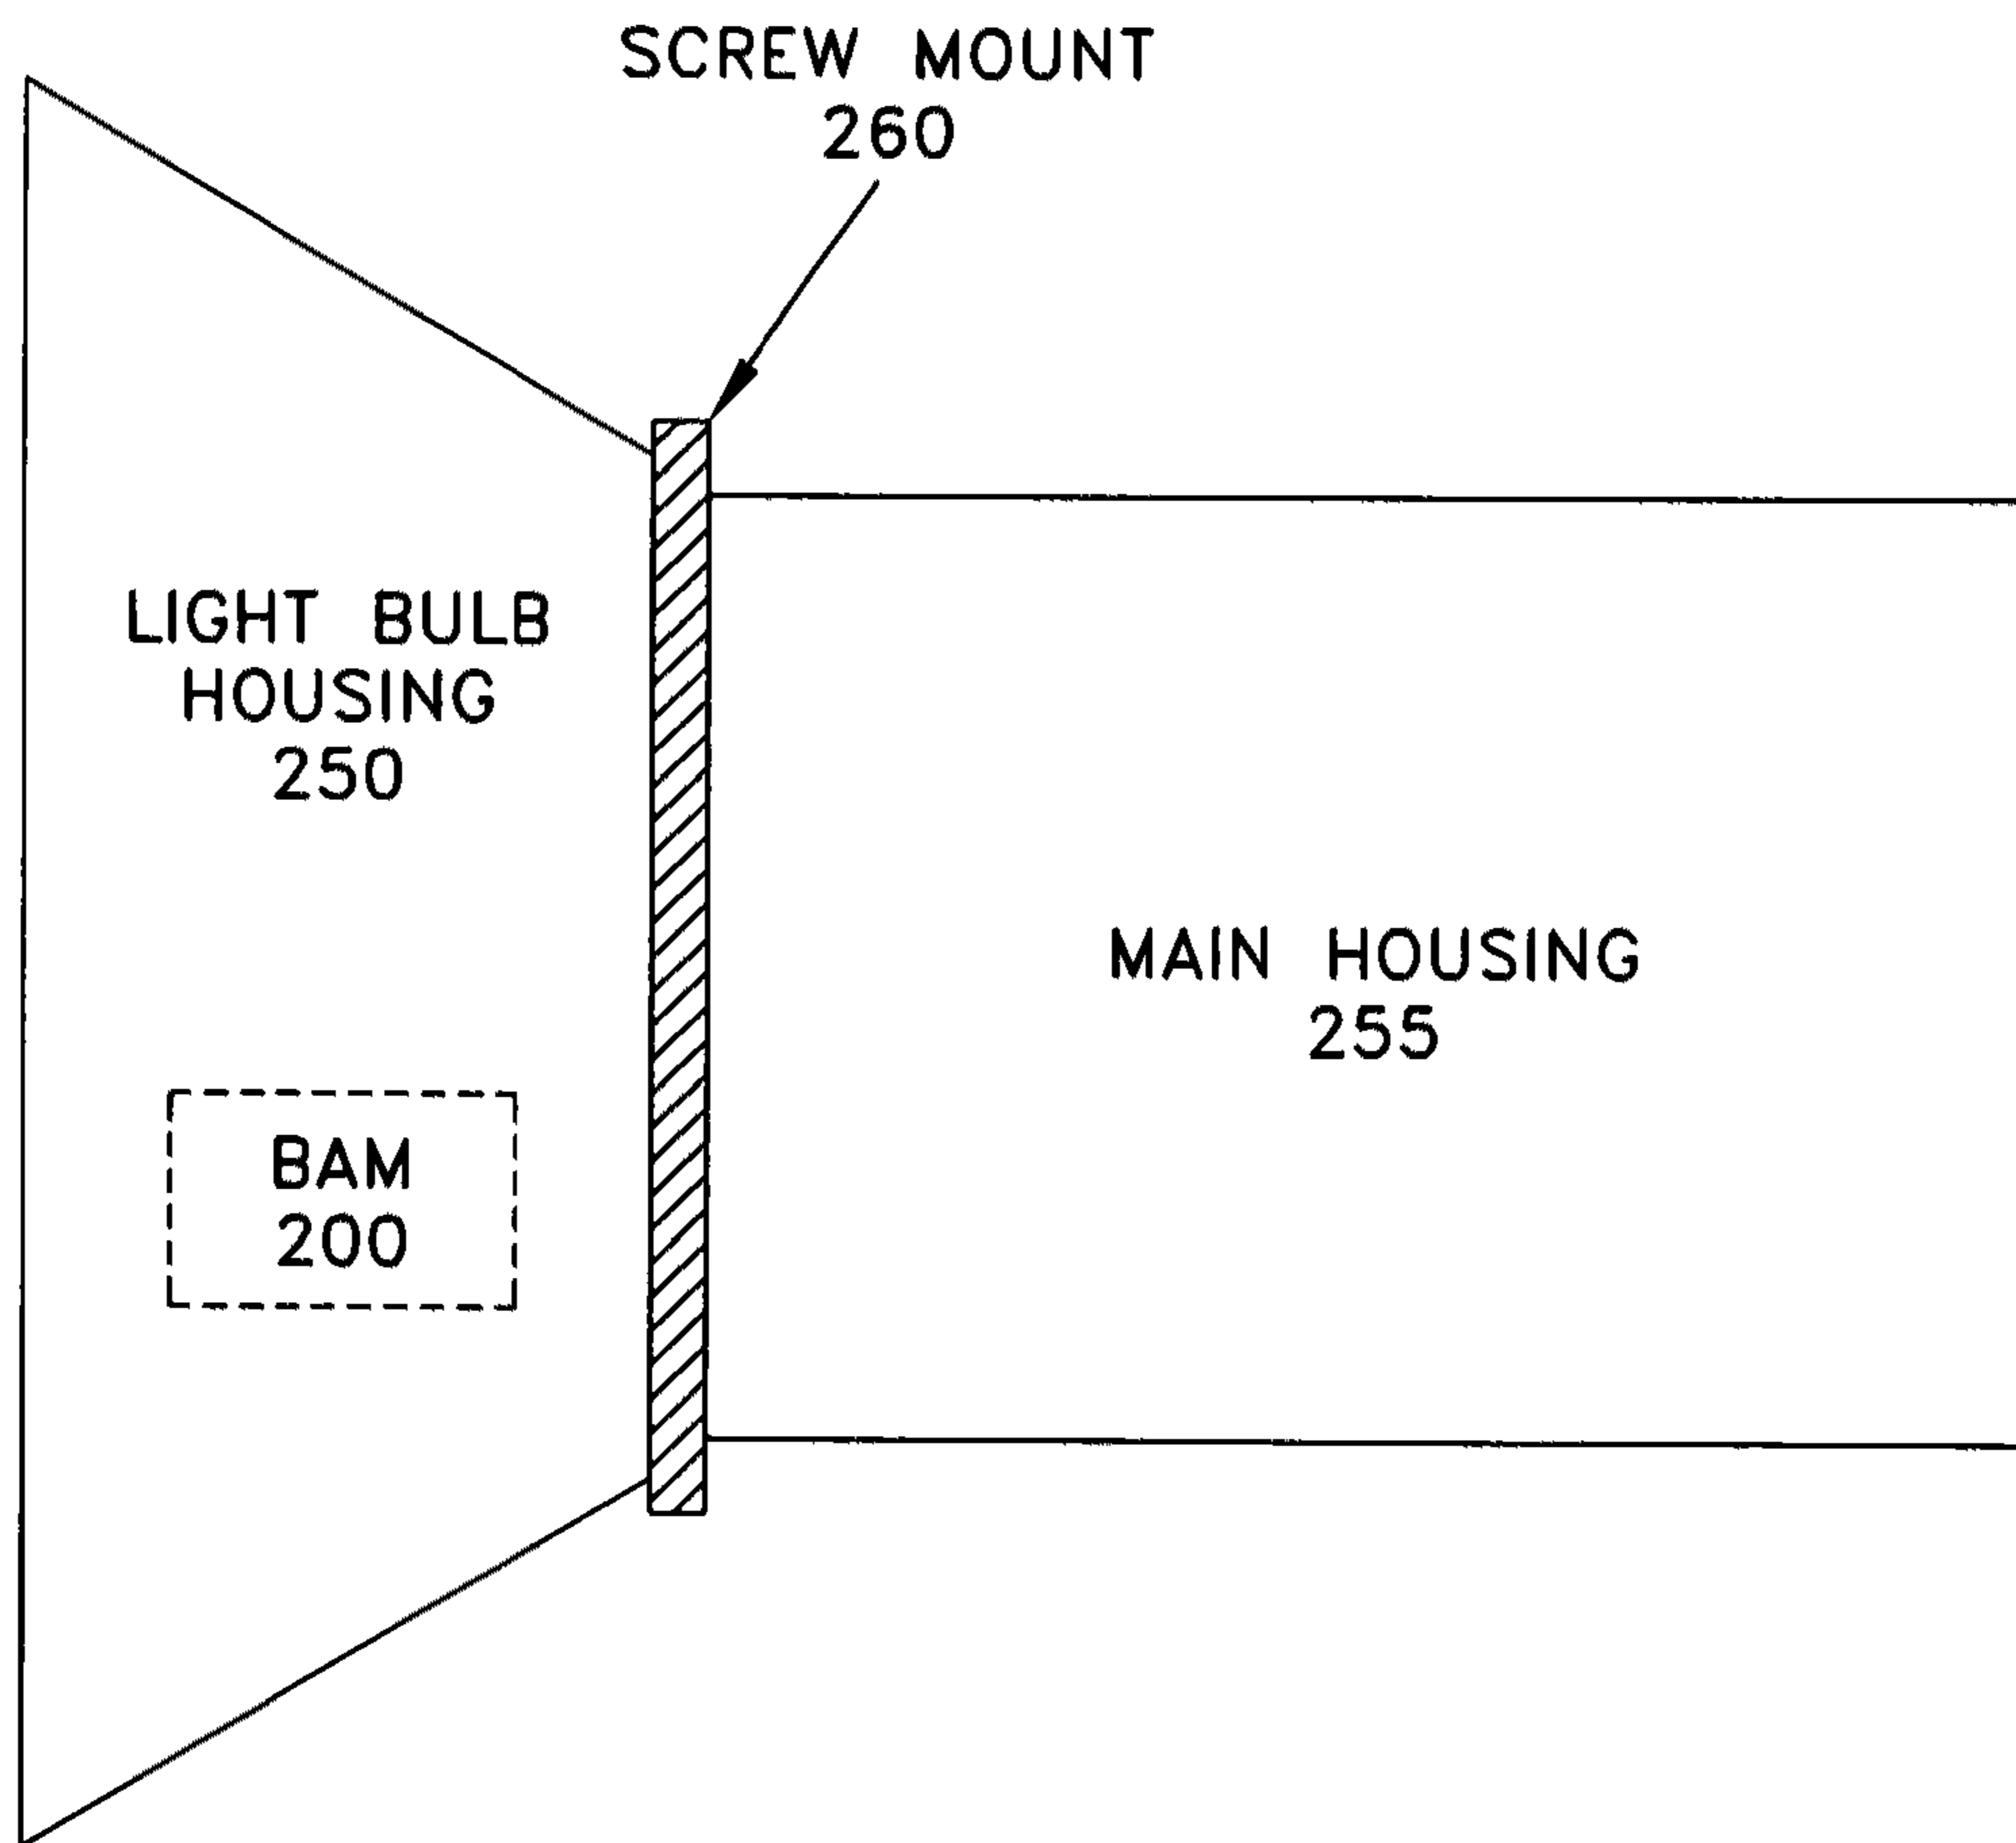 SCREW MOUNT
260
LIGHT BULB
HOUSING
250
MAIN HOUSING
255
BAM
200